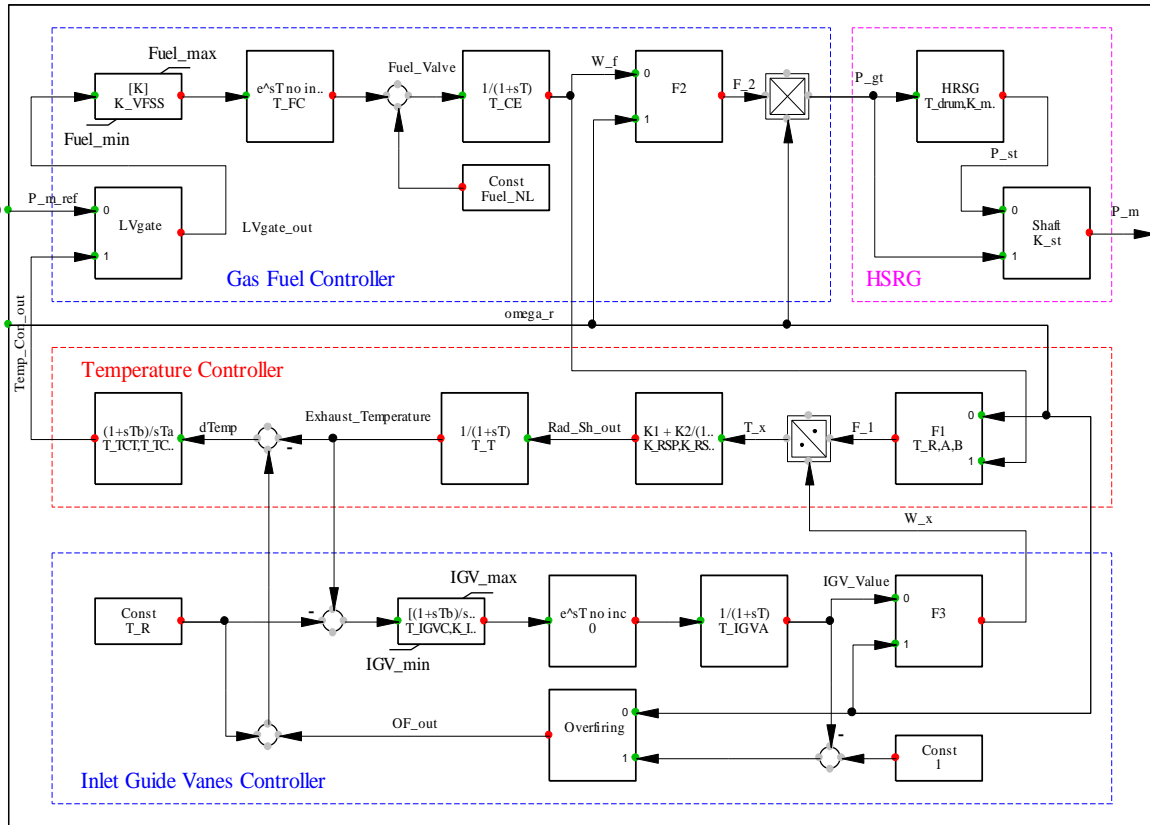 Fuel_max
[K]
K_VFSS
Fuel_min
e^sT no in..
T_FC
Fuel_Valve
1/(1+sT)
T_CE
Const
Fuel_NL
W_f
0
1
F2
F_2
P_gt
HRSG
T_drum,K_m..
P_st
0
1
Shaft
K_st
P_m
P_m_ref
0
1
LVgate
LVgate_out
Gas Fuel Controller
HSRG
omega_r
Temp_Con_out
Temperature Controller
(1+sTb)/sTa
T_TCT,T_TC..
dTemp
-
Exhaust_Temperature
1/(1+sT)
T_T
Rad_Sh_out
K1 + K2/(1..
K_RSP,K_RS..
T_x
F_1
F1
T_R,A,B
0
1
W_x
Const
T_R
-
IGV_max
[(1+sTb)/s..
T_IGVC,K_I..
IGV_min
e^sT no inc
0
1/(1+sT)
T_IGVA
IGV_Value
0
1
F3
OF_out
Overfiring
0
1
-
Const
1
Inlet Guide Vanes Controller